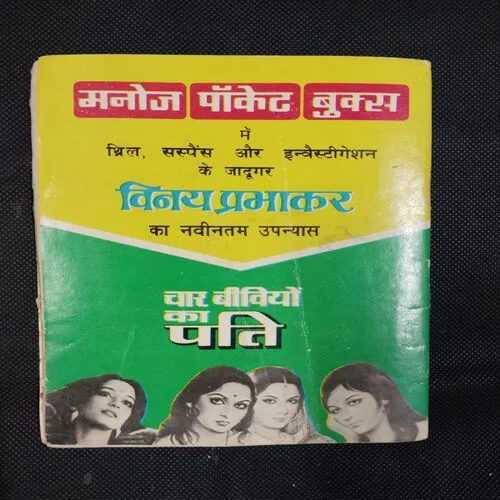 मनोज पॉकेट बुक्स
में
थ्रिल, सस्पैंस और इन्वैस्टीगेशन
के जादूगर
विनय प्रभाकर
का नवीनतम उपन्यास
चार बीवियों
का
पति